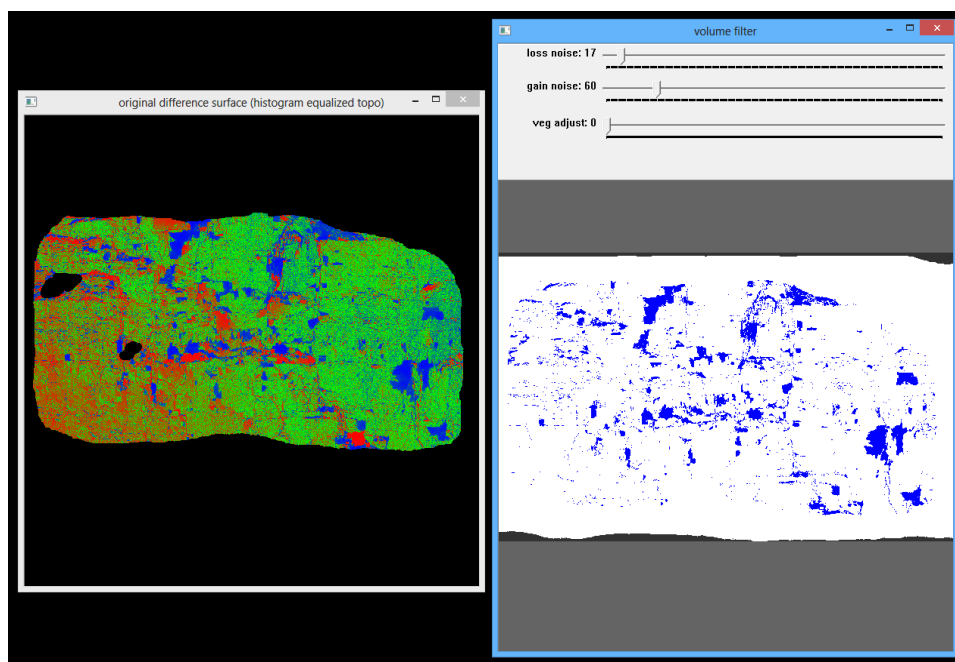 original difference surface (histogram equalized topo)
volume filter
loss noise: 17
gain noise: 60
veg adjust: 0